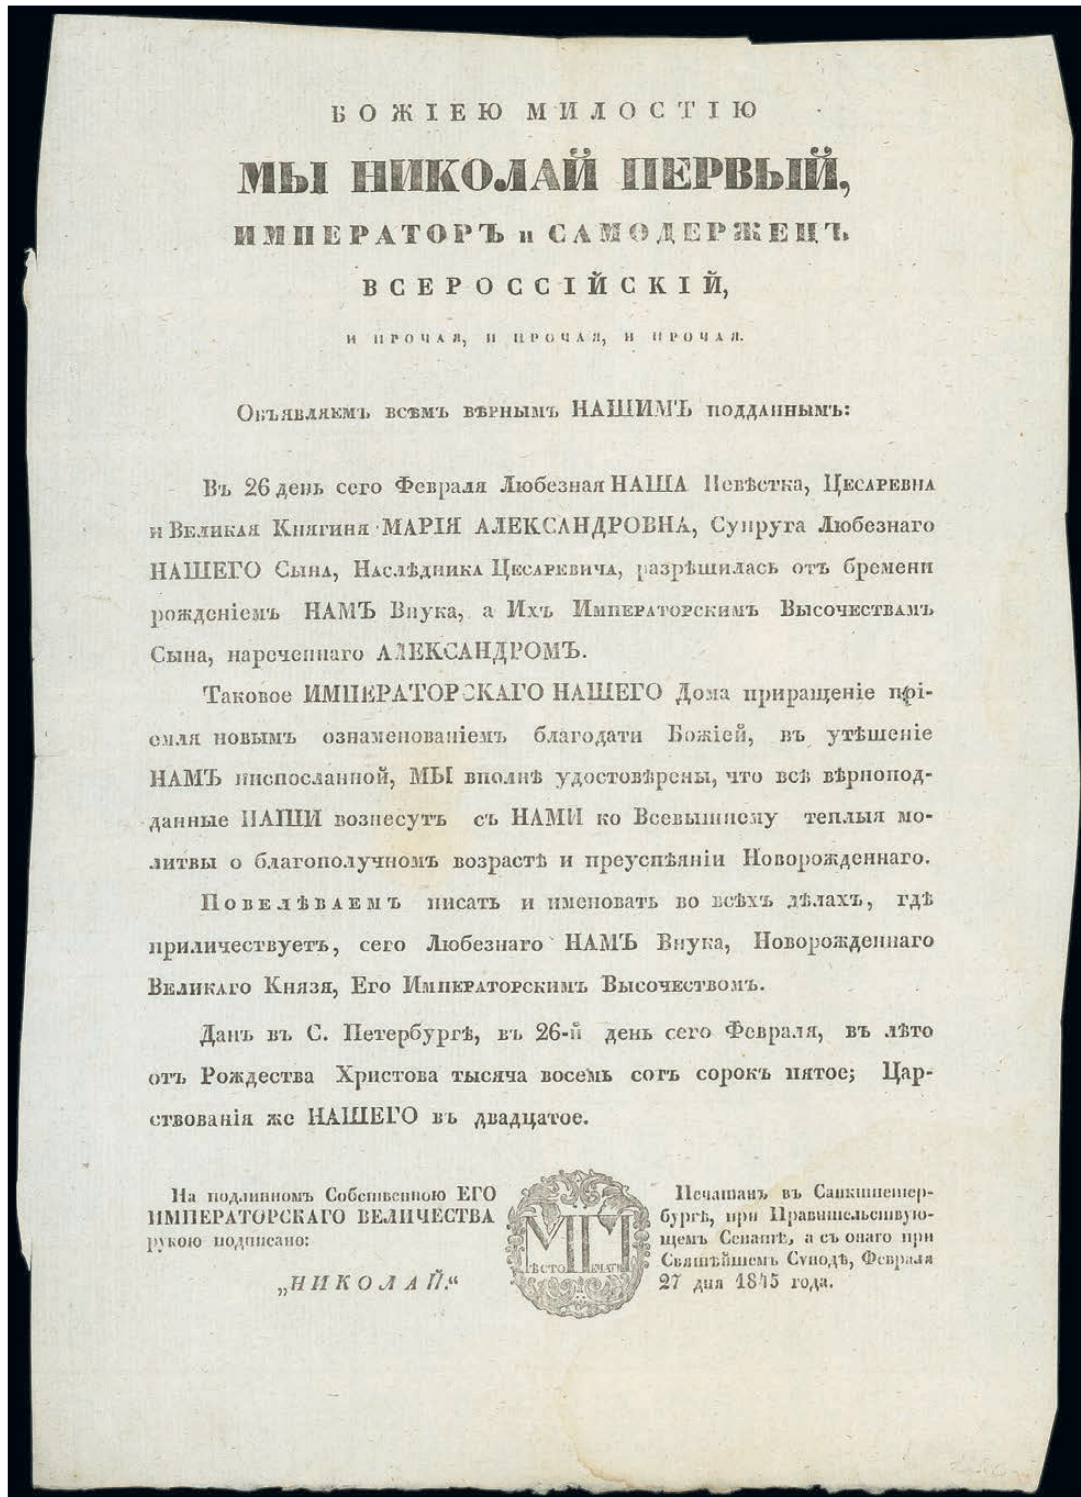 БОЖІЕЮ МИЛОСТІЮ
МЫ НИКОЛАЙ ПЕРВЫЙ,
ИМПЕРАТОРЪ и САМОДЕРЖЕЦЪ
ВСЕРОССІЙСКІЙ,
И ПРОЧАЯ, И ПРОЧАЯ, И ПРОЧАЯ.
Объявляемъ всѣмъ вѣрнымъ НАШИМЪ подданнымъ:
Въ 26 день сего Февраля Любезная НАША Невѣстка, Цесаревна
и Великая Княгиня МАРІЯ АЛЕКСАНДРОВНА, Супруга Любезнаго
НАШЕГО Сына, Наслѣдника Цесаревича, разрѣшилась отъ бремени
рожденіемъ НАМЪ Внука, а Ихъ Императорскимъ Высочествамъ
Сына, нареченнаго АЛЕКСАНДРОМЪ.
Таковое ИМПЕРАТОРСКАГО НАШЕГО Дома приращеніе прі-
емля новымъ ознаменованіемъ благодати Божіей, въ утѣшеніе
НАМЪ ниспосланной, МЫ вполнѣ удостовѣрены, что всѣ вѣрнопод-
данные НАШИ вознесутъ съ НАМИ ко Всевышнему теплыя мо-
литвы о благополучномъ возрастѣ и преуспѣяніи Новорожденнаго.
Повелѣваемъ писать и именовать во всѣхъ дѣлахъ, гдѣ
приличествуетъ, сего Любезнаго НАМЪ Внука, Новорожденнаго
Великаго Князя, Его Императорскимъ Высочествомъ.
Данъ въ С. Петербургѣ, въ 26-й день сего Февраля, въ лѣто
отъ Рождества Христова тысяча восемь сотъ сорокъ пятое; Цар-
ствованія же НАШЕГО въ двадцатое.
На подлинномъ Собственною ЕГО
ИМПЕРАТОРСКАГО ВЕЛИЧЕСТВА
рукою подписано:
„НИКОЛАЙ.“
МѢСТО ПЕЧАТИ
Печатанъ въ Санктпетер-
бургѣ, при Правительствую-
щемъ Сенатѣ, а съ онаго при
Святѣйшемъ Сѵнодѣ, Февраля
27 дня 1845 года.